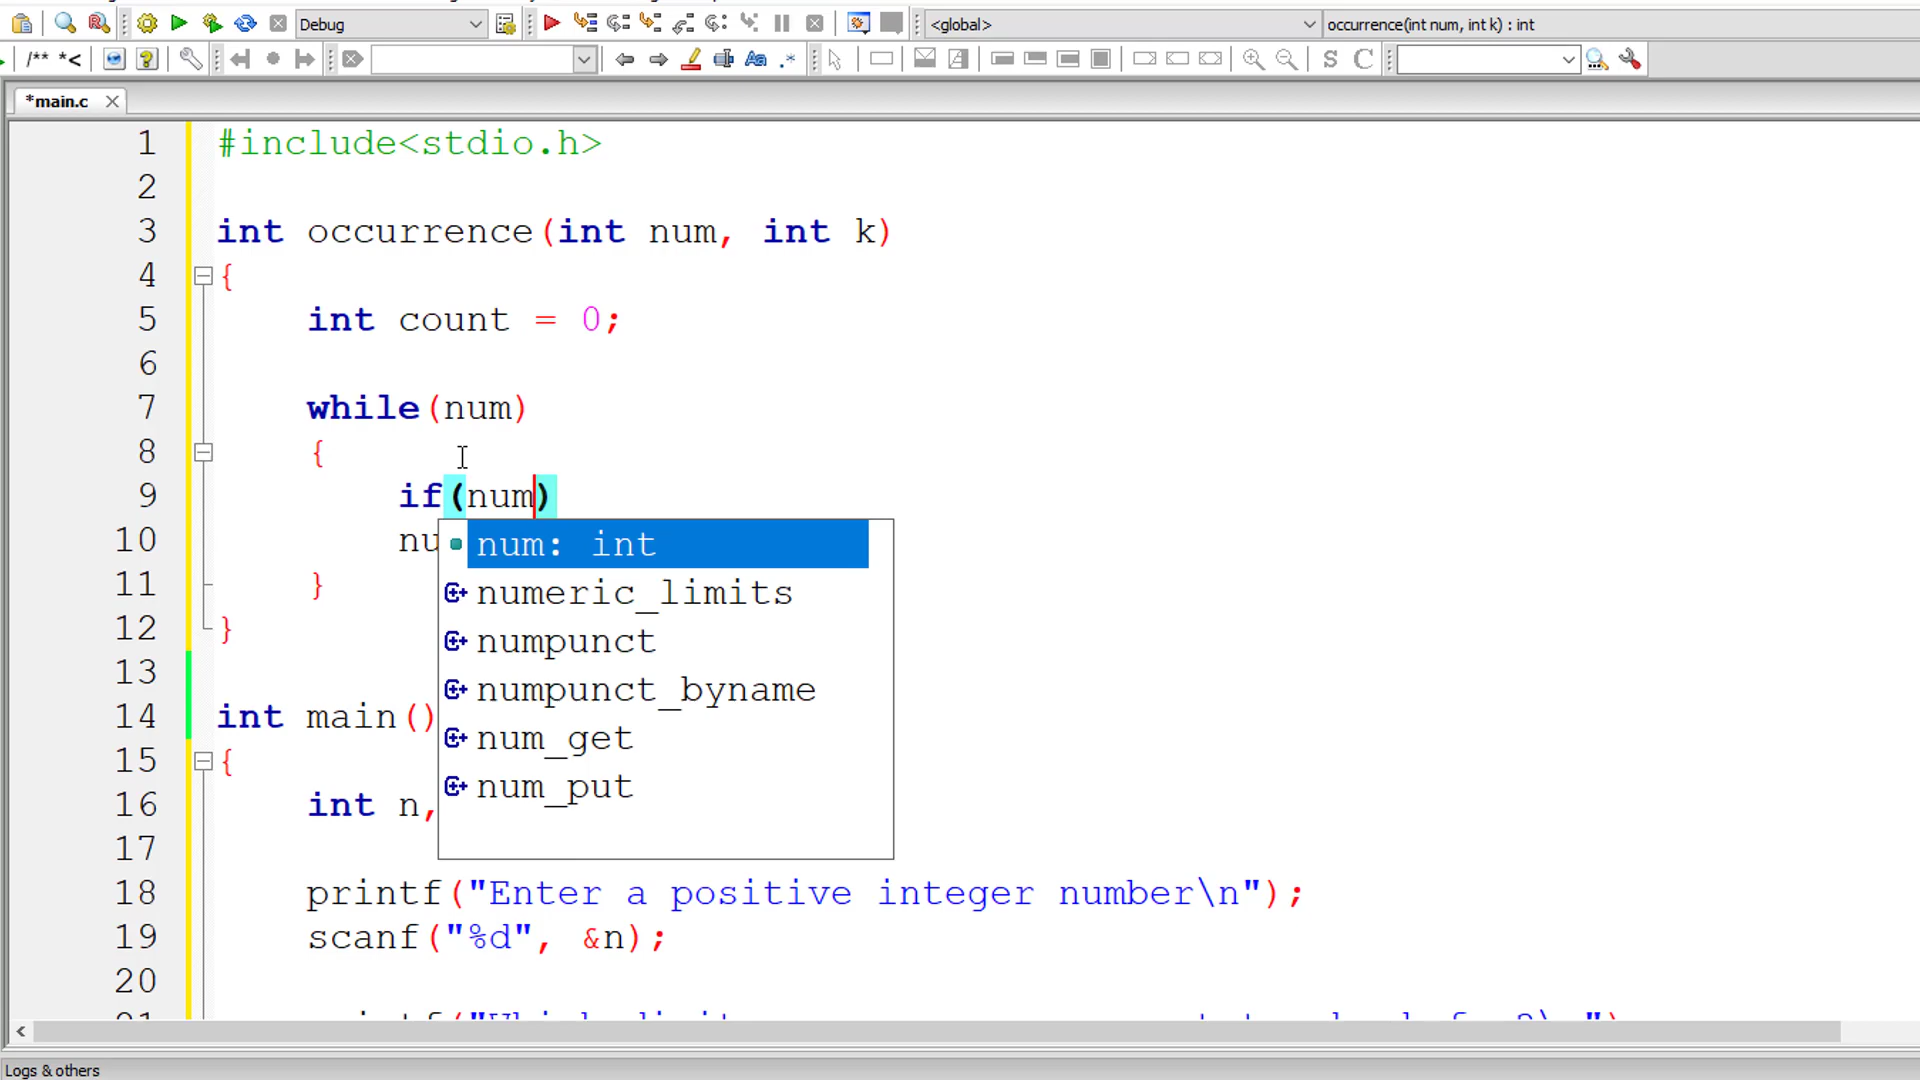 Debug
<global>
occurrence(int num, int k) : int
/** *<
Aa
.*
S
C
*main.c
1 #include<stdio.h>
2
3 int occurrence(int num, int k)
4 {
5 int count = 0;
6
7 while(num)
8 {
9 if(num)
10 nu
11 }
12 }
13
14 int main()
15 {
16 int n,
17
18 printf("Enter a positive integer number\n");
19 scanf("%d", &n);
20
num: int
numeric_limits
numpunct
numpunct_byname
num_get
num_put
Logs & others